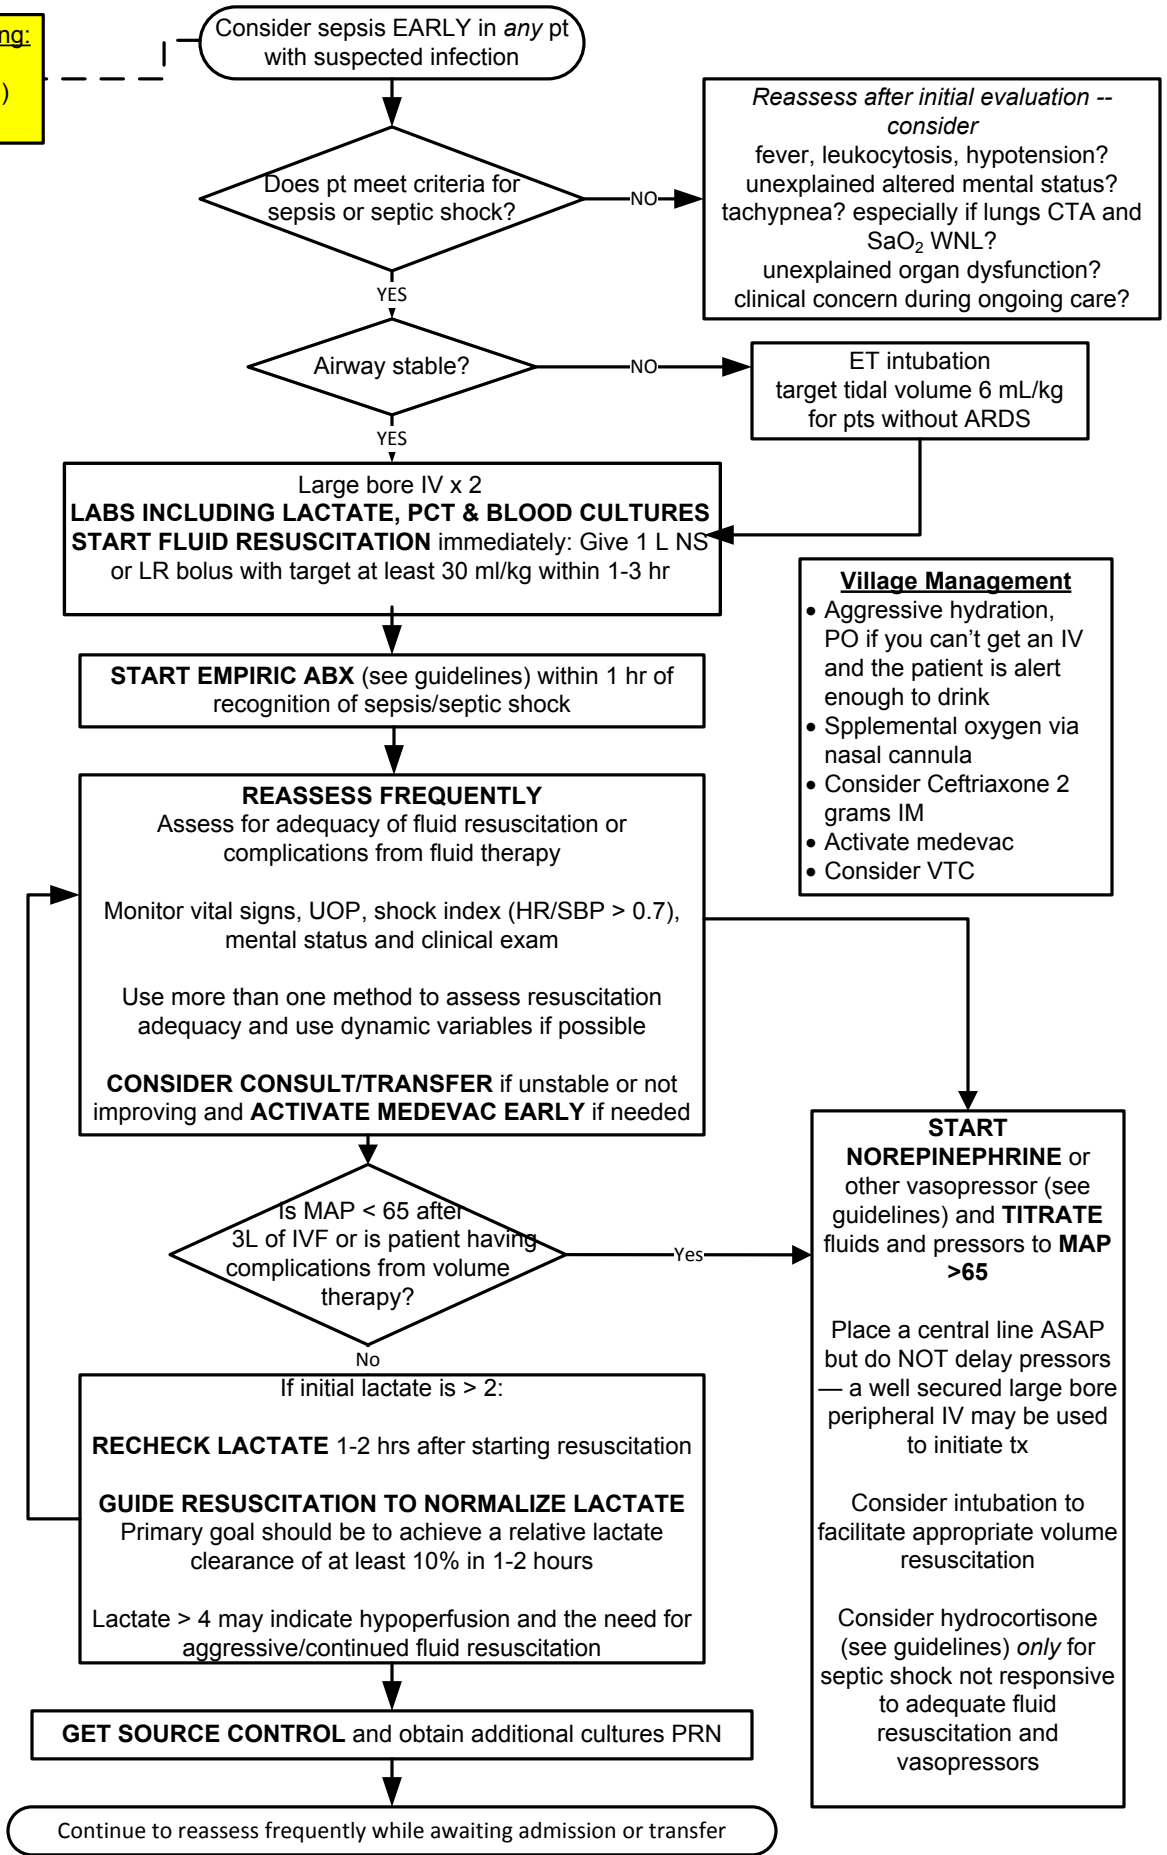 ng:
)
Consider sepsis EARLY in any pt
with suspected infection
Does pt meet criteria for
sepsis or septic shock?
NO
Reassess after initial evaluation --
consider
fever, leukocytosis, hypotension?
unexplained altered mental status?
tachypnea? especially if lungs CTA and
SaO₂ WNL?
unexplained organ dysfunction?
clinical concern during ongoing care?
YES
Airway stable?
NO
ET intubation
target tidal volume 6 mL/kg
for pts without ARDS
YES
Large bore IV x 2
LABS INCLUDING LACTATE, PCT & BLOOD CULTURES
START FLUID RESUSCITATION immediately: Give 1 L NS
or LR bolus with target at least 30 ml/kg within 1-3 hr
Village Management
• Aggressive hydration,
PO if you can't get an IV
and the patient is alert
enough to drink
• Spplemental oxygen via
nasal cannula
• Consider Ceftriaxone 2
grams IM
• Activate medevac
• Consider VTC
START EMPIRIC ABX (see guidelines) within 1 hr of
recognition of sepsis/septic shock
REASSESS FREQUENTLY
Assess for adequacy of fluid resuscitation or
complications from fluid therapy
Monitor vital signs, UOP, shock index (HR/SBP > 0.7),
mental status and clinical exam
Use more than one method to assess resuscitation
adequacy and use dynamic variables if possible
CONSIDER CONSULT/TRANSFER if unstable or not
improving and ACTIVATE MEDEVAC EARLY if needed
Is MAP < 65 after
3L of IVF or is patient having
complications from volume
therapy?
Yes
START
NOREPINEPHRINE or
other vasopressor (see
guidelines) and TITRATE
fluids and pressors to MAP
>65
Place a central line ASAP
but do NOT delay pressors
— a well secured large bore
peripheral IV may be used
to initiate tx
Consider intubation to
facilitate appropriate volume
resuscitation
Consider hydrocortisone
(see guidelines) only for
septic shock not responsive
to adequate fluid
resuscitation and
vasopressors
No
If initial lactate is > 2:
RECHECK LACTATE 1-2 hrs after starting resuscitation
GUIDE RESUSCITATION TO NORMALIZE LACTATE
Primary goal should be to achieve a relative lactate
clearance of at least 10% in 1-2 hours
Lactate > 4 may indicate hypoperfusion and the need for
aggressive/continued fluid resuscitation
GET SOURCE CONTROL and obtain additional cultures PRN
Continue to reassess frequently while awaiting admission or transfer